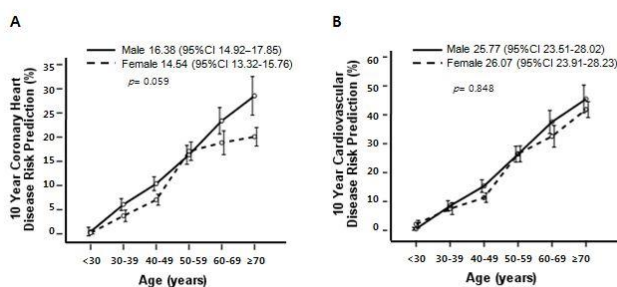 A
Male 16.38 (95%CI 14.92–17.85)
Female 14.54 (95%CI 13.32-15.76)
p= 0.059
10 Year Coronary Heart
Disease Risk Prediction (%)
35
30
25
20
15
10
5
0
<30 30-39 40-49 50-59 60-69 ≥70
Age (years)
B
Male 25.77 (95%CI 23.51-28.02)
Female 26.07 (95%CI 23.91-28.23)
p= 0.848
10 Year Cardiovascular
Disease Risk Prediction (%)
60
50
40
30
20
10
0
<30 30-39 40-49 50-59 60-69 ≥70
Age (years)